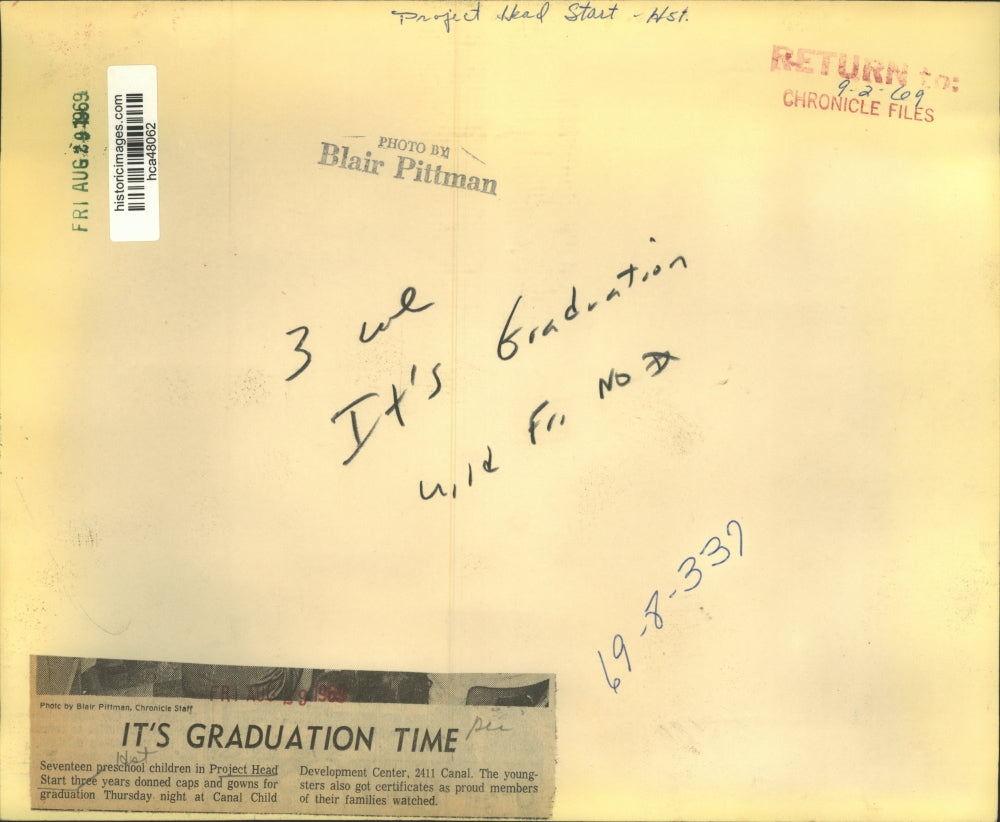 Project Head Start - Hst.
RETURN to:
9-2-69
CHRONICLE FILES
FRI AUG 29 1969
historicimages.com
hca48062
PHOTO BY
Blair Pittman
3 col
It's Graduation
Fri. NO
69-8-337
FRI AUG 29 1969
Photo by Blair Pittman, Chronicle Staff
IT'S GRADUATION TIME
pic
Hst
Seventeen preschool children in Project Head
Start three years donned caps and gowns for
graduation Thursday night at Canal Child
Development Center, 2411 Canal. The young-
sters also got certificates as proud members
of their families watched.